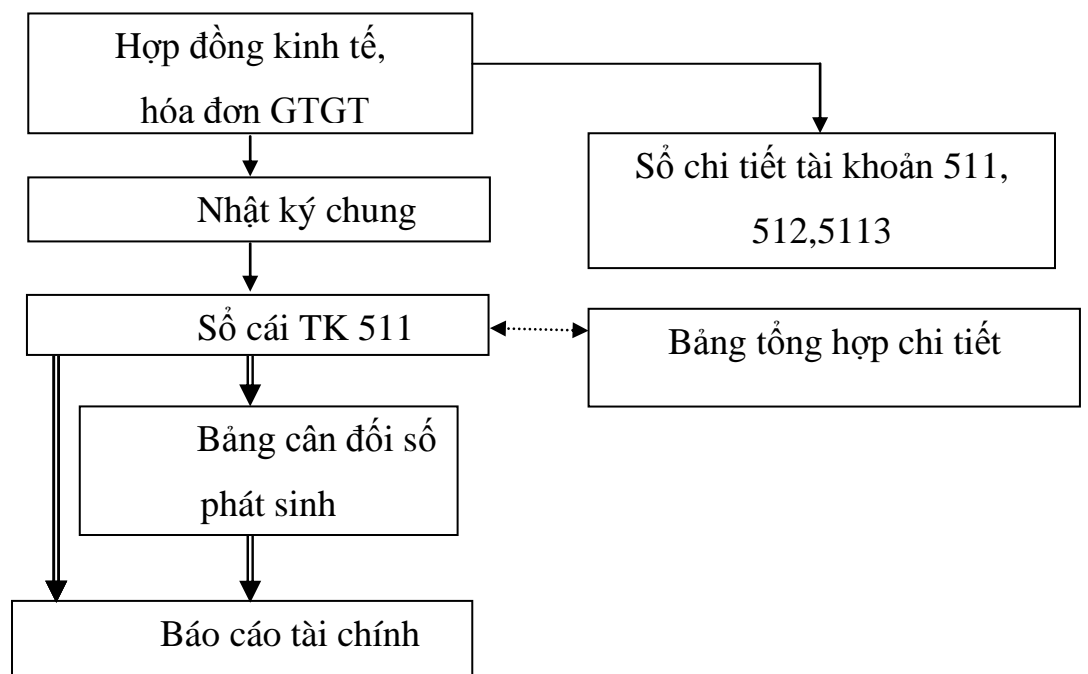 Hợp đồng kinh tế,
hóa đơn GTGT
Sổ chi tiết tài khoản 511,
512,5113
Nhật ký chung
Sổ cái TK 511
Bảng tổng hợp chi tiết
Bảng cân đối số
phát sinh
Báo cáo tài chính